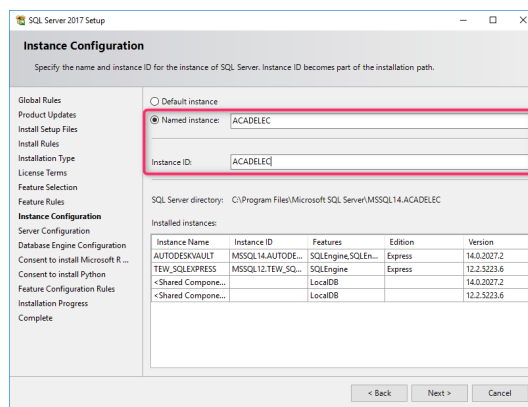 SQL Server 2017 Setup
Instance Configuration
Specify the name and instance ID for the instance of SQL Server. Instance ID becomes part of the installation path.
Global Rules
Product Updates
Install Setup Files
Install Rules
Installation Type
License Terms
Feature Selection
Feature Rules
Instance Configuration
Server Configuration
Database Engine Configuration
Consent to install Microsoft R ...
Consent to install Python
Feature Configuration Rules
Installation Progress
Complete
Default instance
Named instance: ACADELEC
Instance ID: ACADELEC
SQL Server directory: C:\Program Files\Microsoft SQL Server\MSSQL14.ACADELEC
Installed instances:
Instance Name Instance ID Features Edition Version
AUTODESKVAULT MSSQL14.AUTODE... SQLEngine,SQLEn... Express 14.0.2027.2
TEW_SQLEXPRESS MSSQL12.TEW_SQ... SQLEngine Express 12.2.5223.6
<Shared Compone... LocalDB 14.0.2027.2
<Shared Compone... LocalDB 12.2.5223.6
< Back Next > Cancel